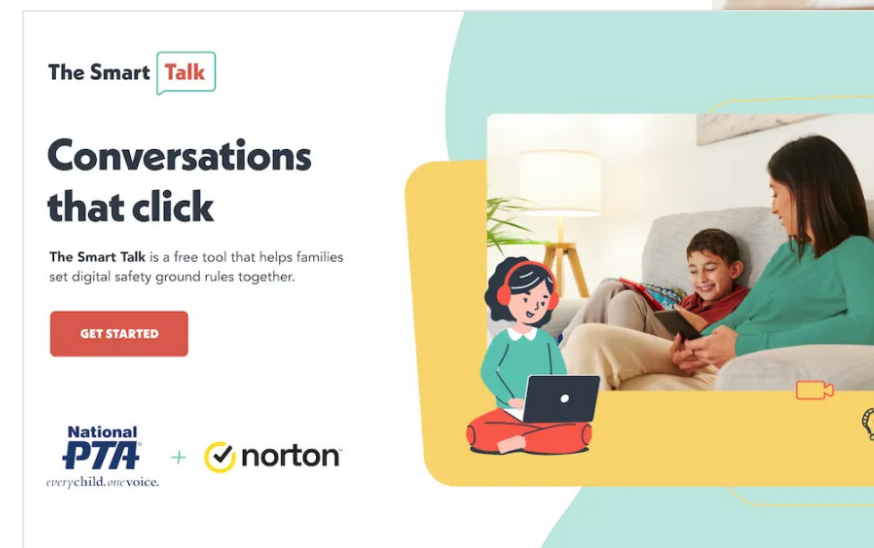 The Smart Talk
Conversations
that click
The Smart Talk is a free tool that helps families
set digital safety ground rules together.
GET STARTED
National
PTA®
everychild.onevoice.
+
norton™